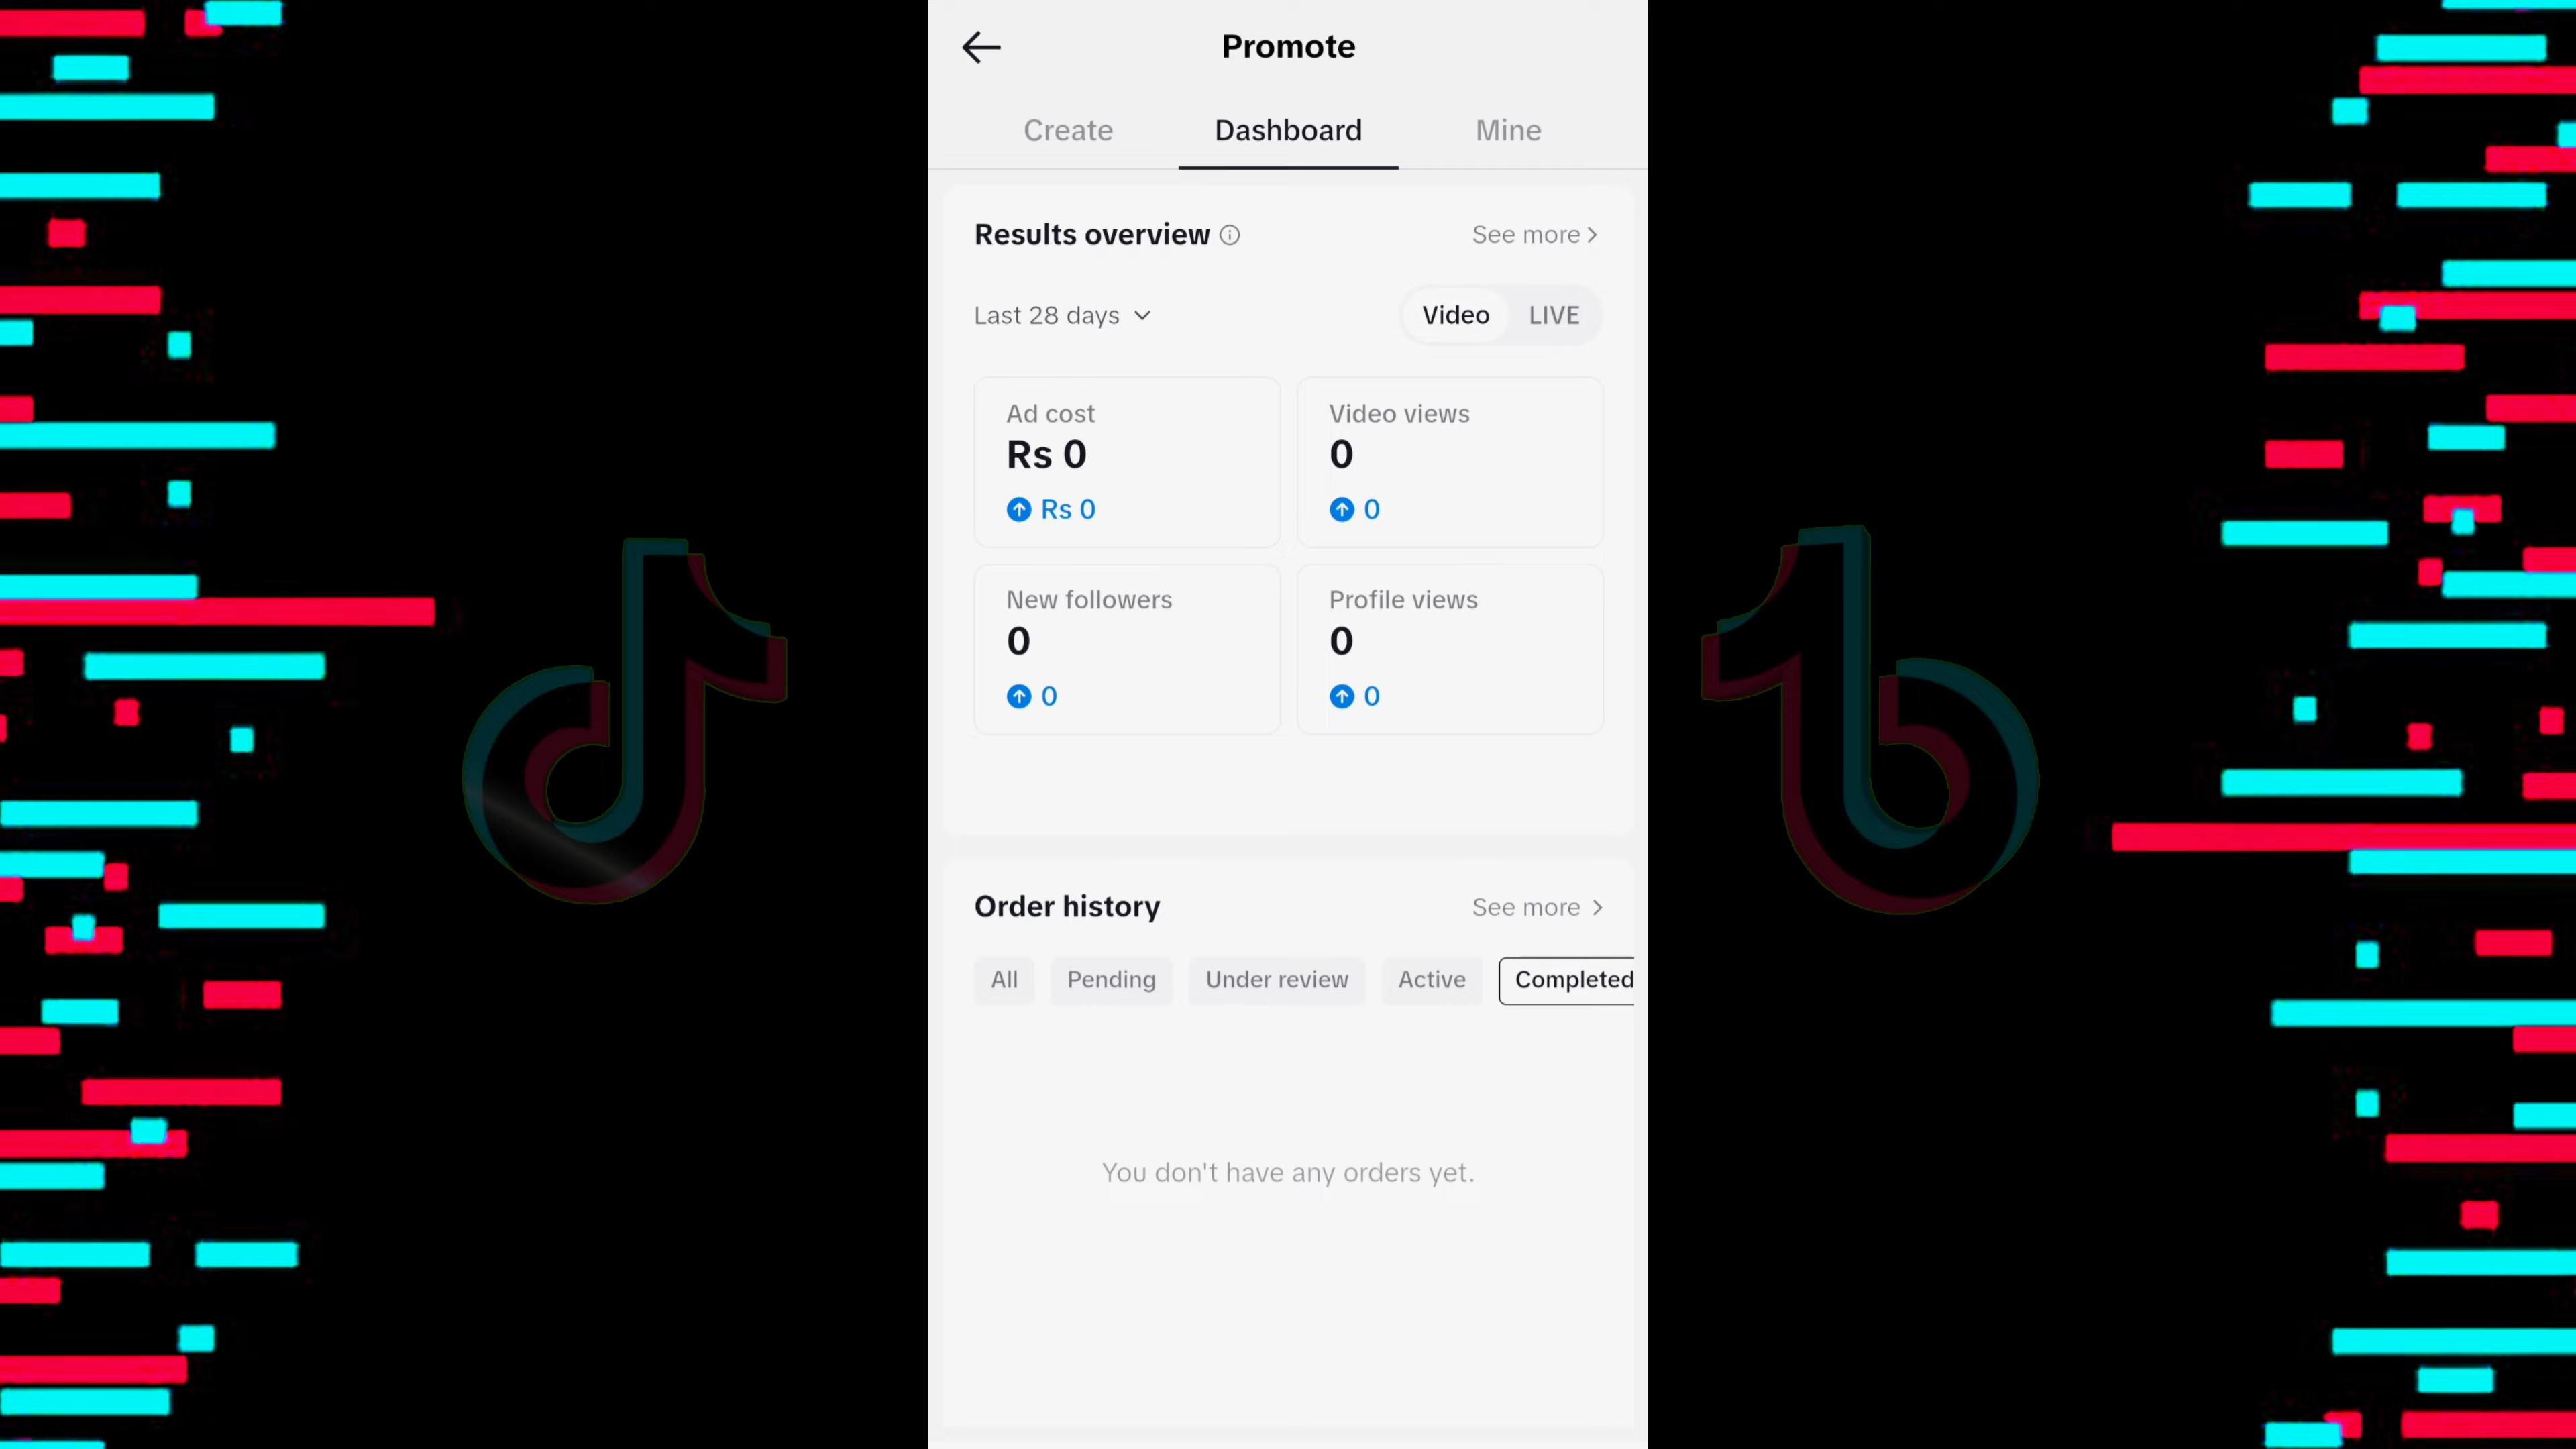 Promote
Create Dashboard Mine
Results overview See more
Last 28 days Video LIVE
Ad cost Video views
Rs 0 0
Rs 0 0
New followers Profile views
0 0
0 0
Order history See more
All Pending Under review Active Completed
You don't have any orders yet.